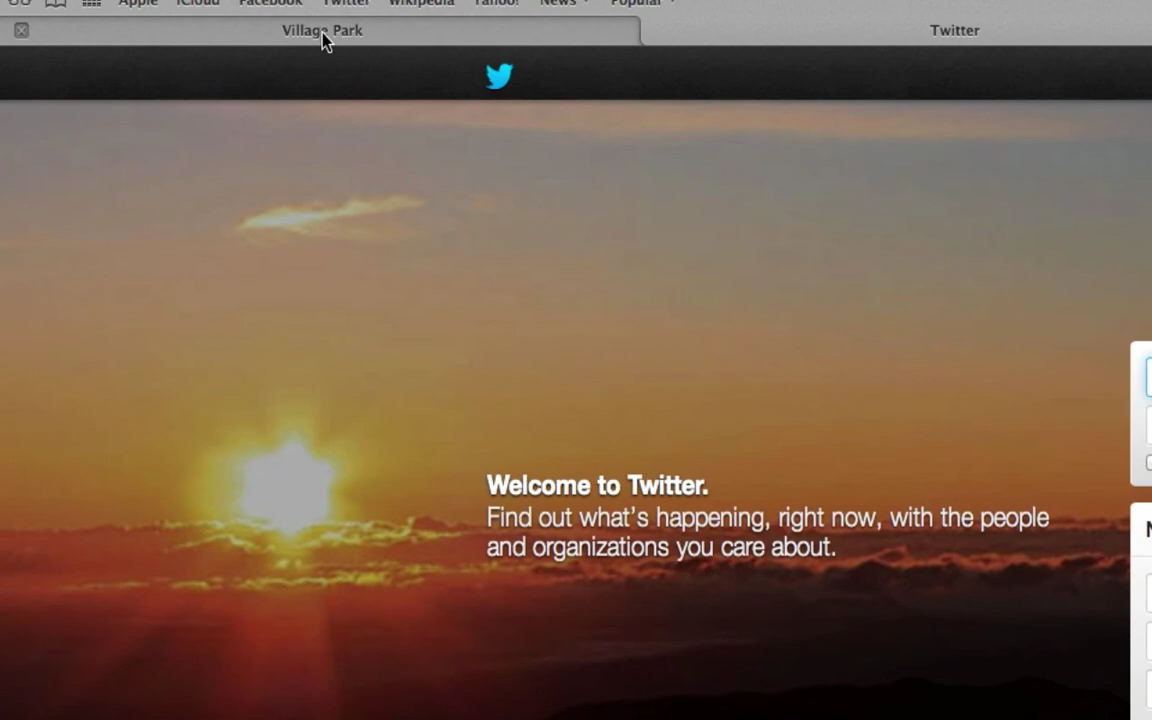 Apple iCloud Facebook Twitter Wikipedia Yahoo! News Popular
Village Park Twitter
Welcome to Twitter.
Find out what's happening, right now, with the people
and organizations you care about.